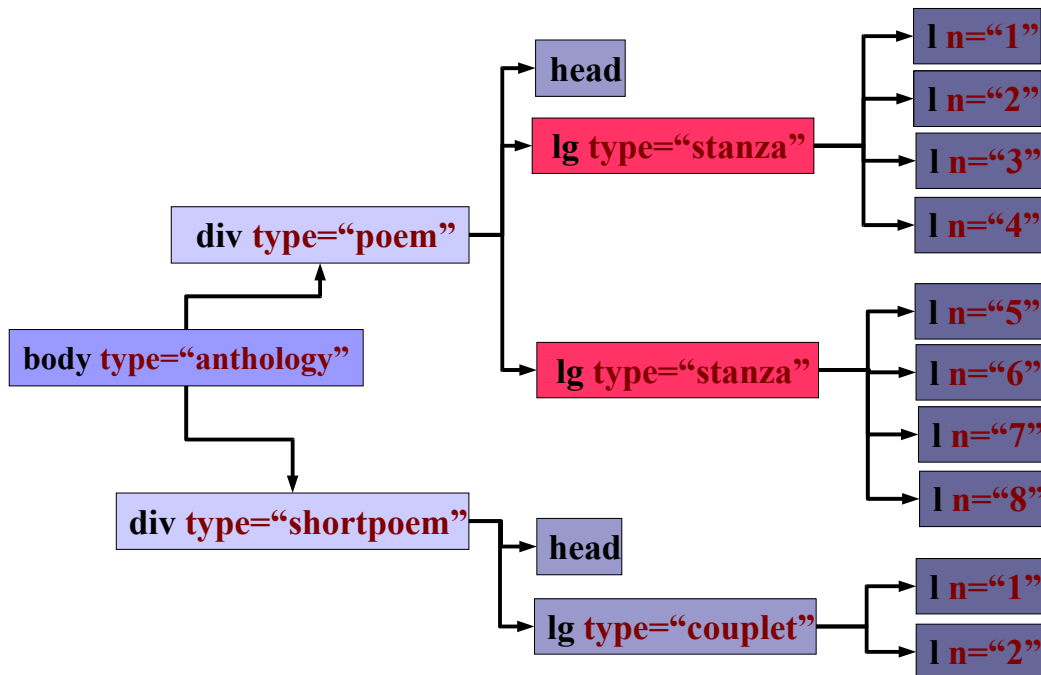 body type=“anthology”
div type=“poem”
head
lg type=“stanza”
l n=“1”
l n=“2”
l n=“3”
l n=“4”
lg type=“stanza”
l n=“5”
l n=“6”
l n=“7”
l n=“8”
div type=“shortpoem”
head
lg type=“couplet”
l n=“1”
l n=“2”